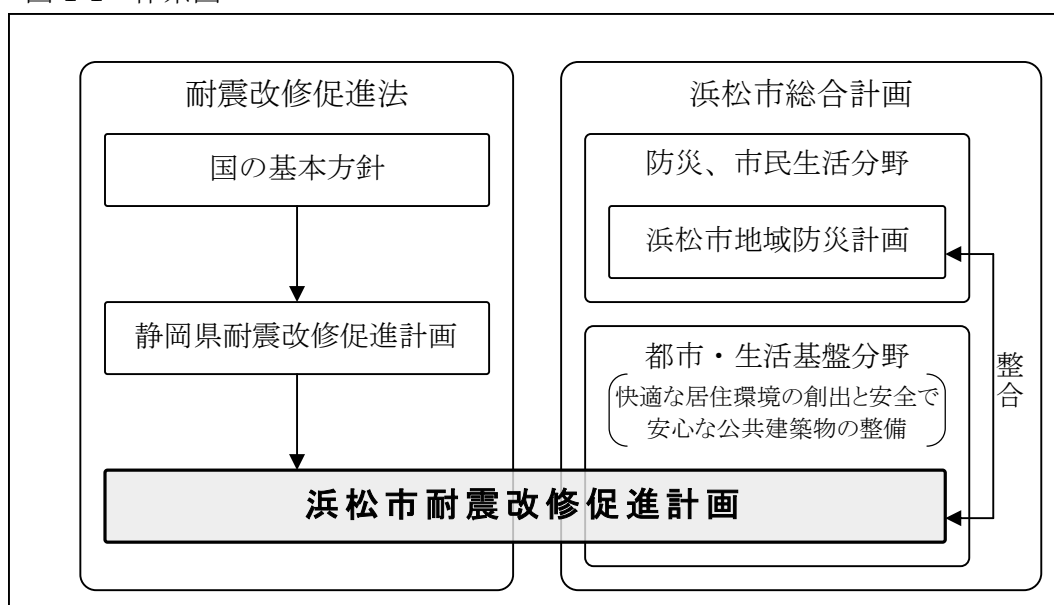 耐震改修促進法
国の基本方針
静岡県耐震改修促進計画
浜松市総合計画
防災、市民生活分野
浜松市地域防災計画
都市・生活基盤分野
快適な居住環境の創出と安全で
安心な公共建築物の整備
整合
浜松市耐震改修促進計画